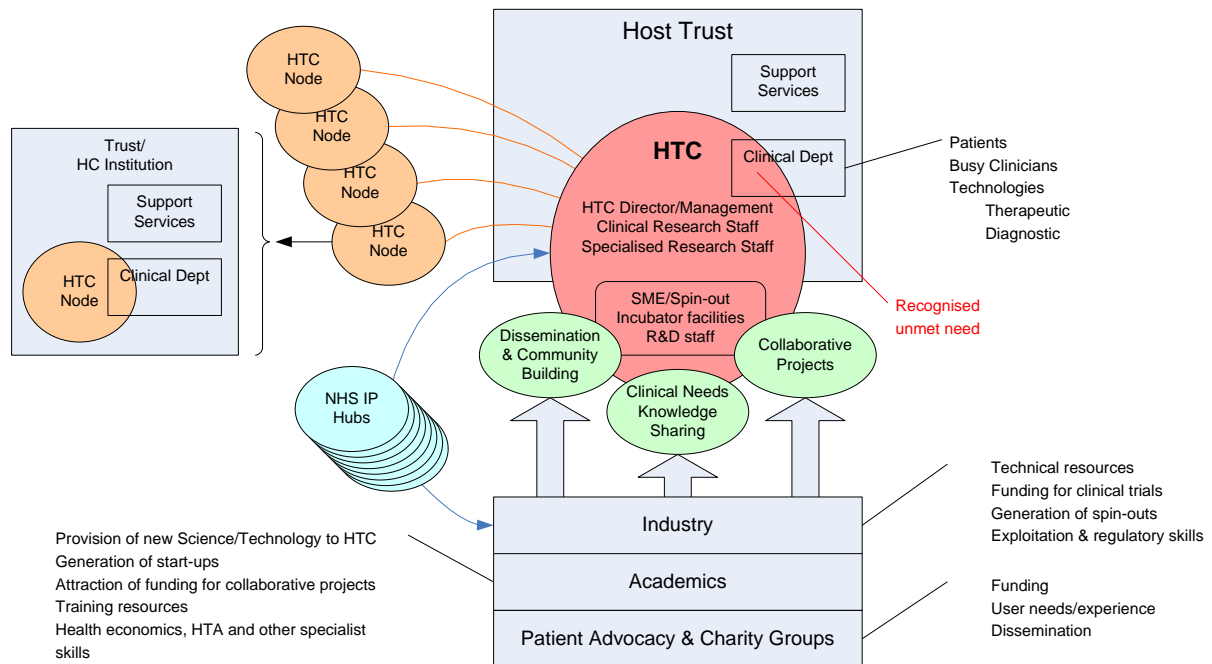 Host Trust
Support
Services
HTC
Clinical Dept
HTC Director/Management
Clinical Research Staff
Specialised Research Staff
SME/Spin-out
Incubator facilities
R&D staff
HTC
Node
HTC
Node
HTC
Node
HTC
Node
Trust/
HC Institution
Support
Services
HTC
Node
Clinical Dept
Patients
Busy Clinicians
Technologies
Therapeutic
Diagnostic
Recognised
unmet need
Dissemination
& Community
Building
Clinical Needs
Knowledge
Sharing
Collaborative
Projects
NHS IP
Hubs
Industry
Academics
Patient Advocacy & Charity Groups
Technical resources
Funding for clinical trials
Generation of spin-outs
Exploitation & regulatory skills
Provision of new Science/Technology to HTC
Generation of start-ups
Attraction of funding for collaborative projects
Training resources
Health economics, HTA and other specialist
skills
Funding
User needs/experience
Dissemination